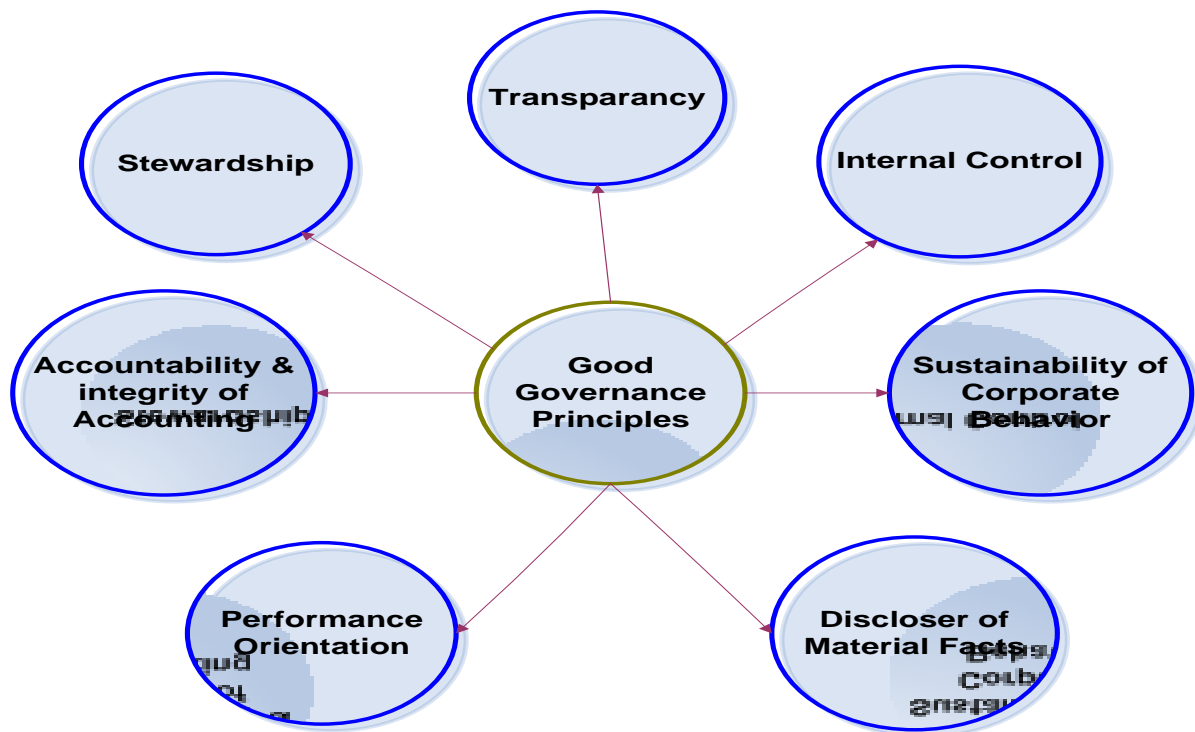 Transparancy
Stewardship
Internal Control
Accountability &
integrity of
Accounting
Good
Governance
Principles
Sustainability of
Corporate
Behavior
Performance
Orientation
Discloser of
Material Facts